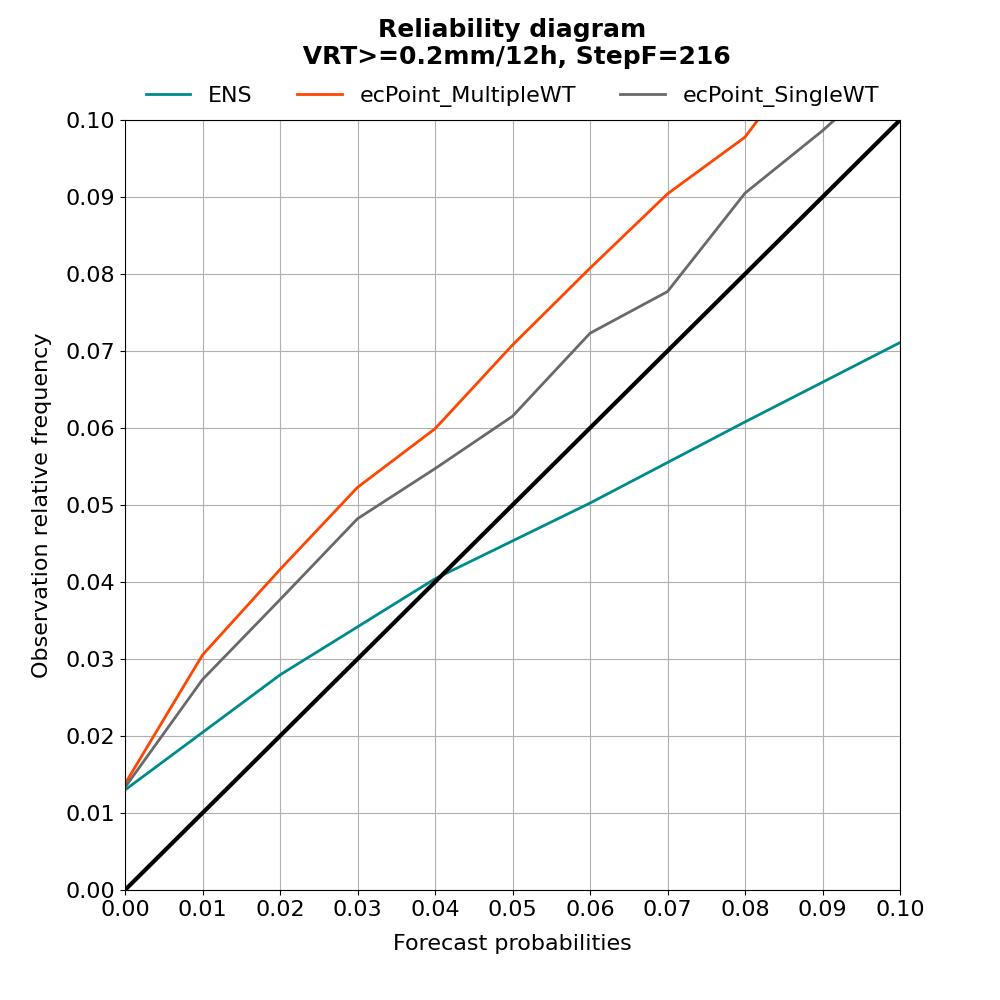 Reliability diagram
VRT>=0.2mm/12h, StepF=216
ENS ecPoint_MultipleWT ecPoint_SingleWT
0.10
0.09
0.08
0.07
0.06
0.05
0.04
0.03
0.02
0.01
0.00
Observation relative frequency
0.00 0.01 0.02 0.03 0.04 0.05 0.06 0.07 0.08 0.09 0.10
Forecast probabilities